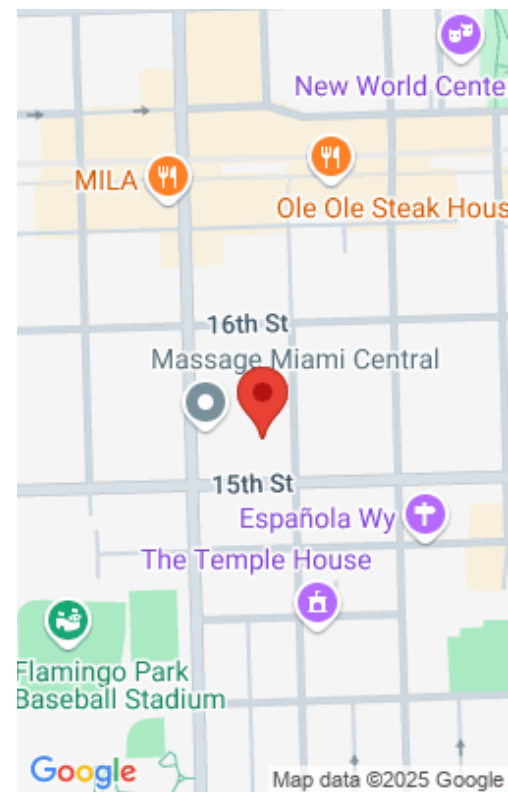 New World Cente
MILA
Ole Ole Steak Hous
16th St
Massage Miami Central
15th St
Española Wy
The Temple House
Flamingo Park
Baseball Stadium
Google
Map data ©2025 Google